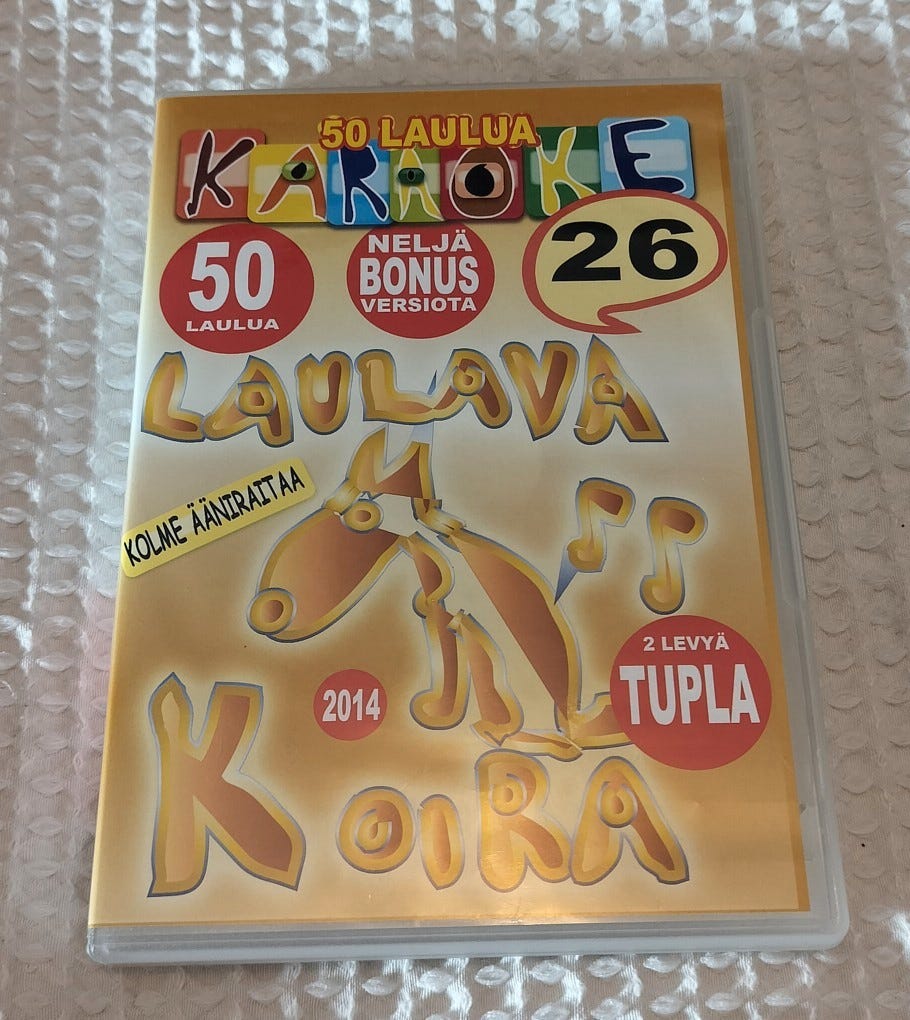 50 LAULUA
KARAOKE
50
LAULUA
NELJÄ
BONUS
VERSIOTA
26
LAULAVA
KOLME ÄÄNIRAITAA
2 LEVYÄ
TUPLA
2014
KOIRA